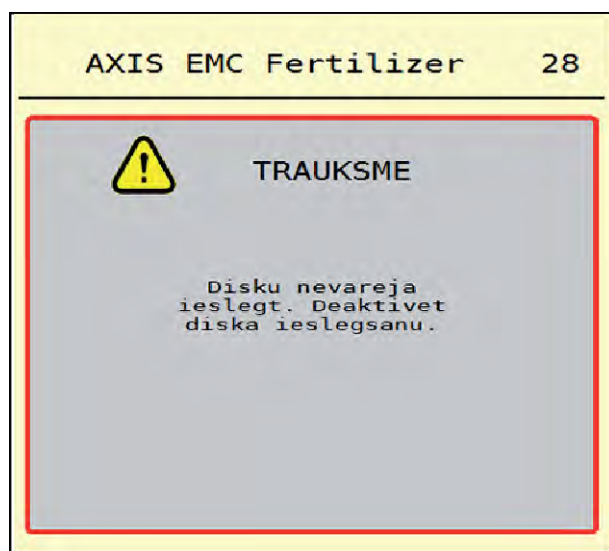 AXIS EMC Fertilizer 28
TRAUKSME
Disku nevareja
ieslegt. Deaktivet
diska ieslegsanu.